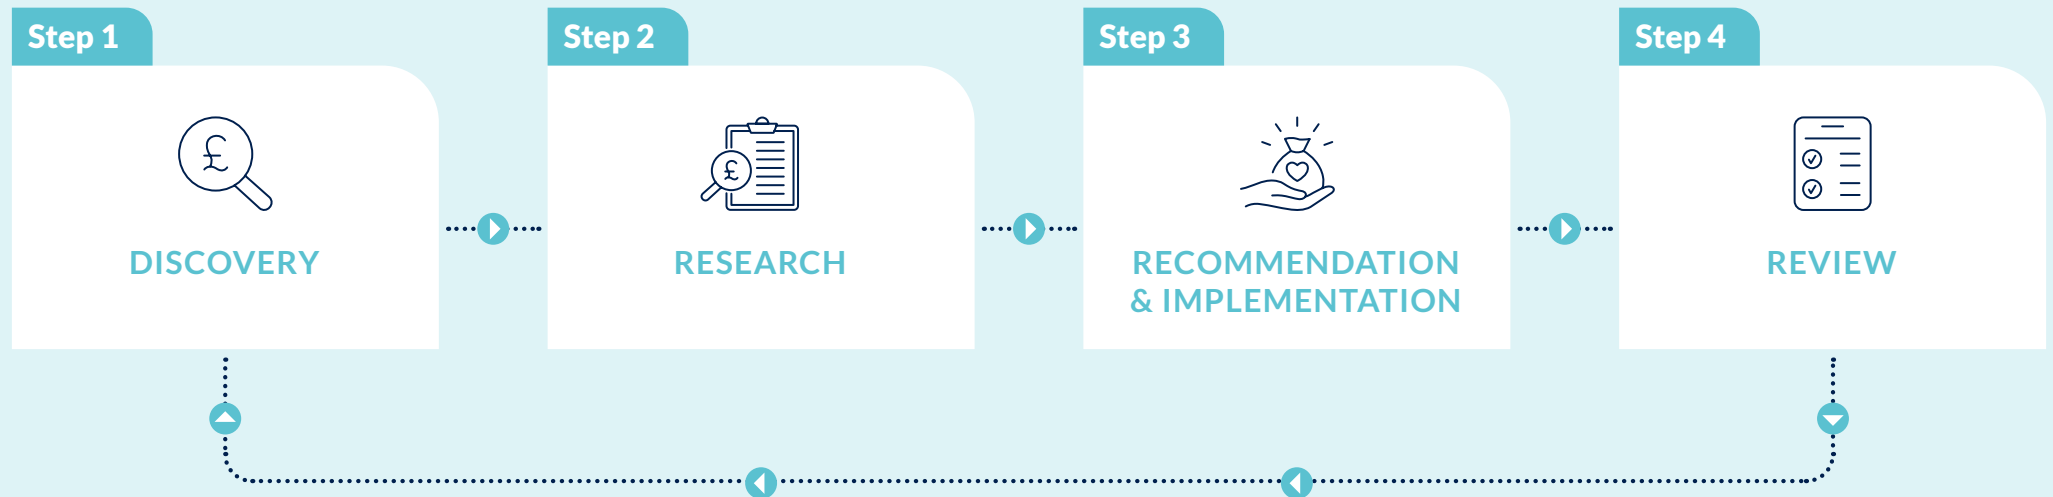 Step 1
DISCOVERY
Step 2
RESEARCH
Step 3
RECOMMENDATION
& IMPLEMENTATION
Step 4
REVIEW